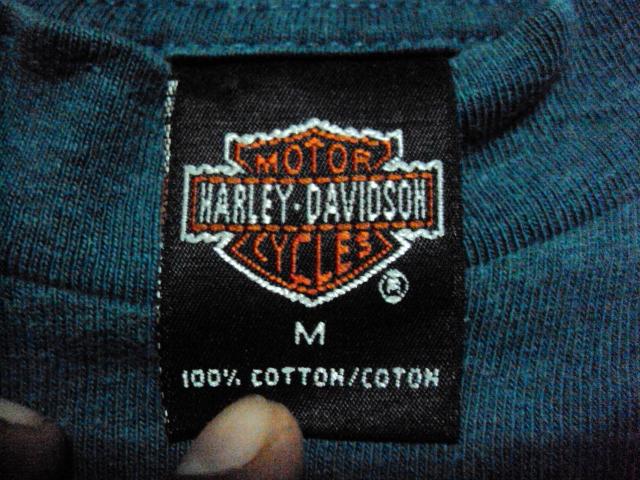 MOTOR
HARLEY-DAVIDSON
CYCLES
®
M
100% COTTON/COTON